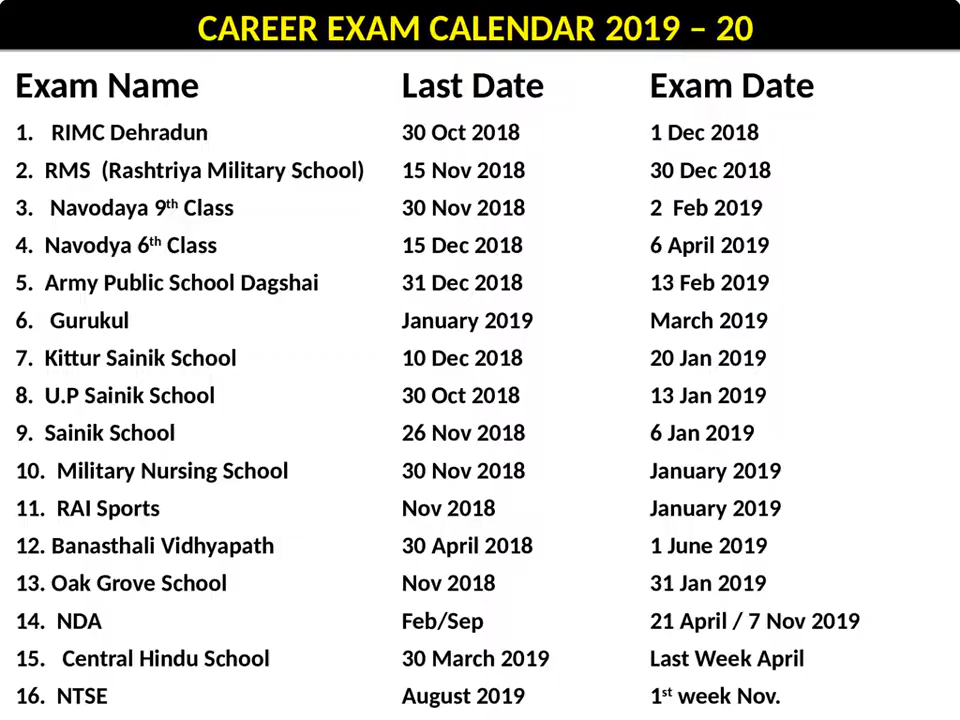 CAREER EXAM CALENDAR 2019 – 20
Exam Name Last Date Exam Date
1. RIMC Dehradun 30 Oct 2018 1 Dec 2018
2. RMS (Rashtriya Military School) 15 Nov 2018 30 Dec 2018
3. Navodaya 9th Class 30 Nov 2018 2 Feb 2019
4. Navodya 6th Class 15 Dec 2018 6 April 2019
5. Army Public School Dagshai 31 Dec 2018 13 Feb 2019
6. Gurukul January 2019 March 2019
7. Kittur Sainik School 10 Dec 2018 20 Jan 2019
8. U.P Sainik School 30 Oct 2018 13 Jan 2019
9. Sainik School 26 Nov 2018 6 Jan 2019
10. Military Nursing School 30 Nov 2018 January 2019
11. RAI Sports Nov 2018 January 2019
12. Banasthali Vidhyapath 30 April 2018 1 June 2019
13. Oak Grove School Nov 2018 31 Jan 2019
14. NDA Feb/Sep 21 April / 7 Nov 2019
15. Central Hindu School 30 March 2019 Last Week April
16. NTSE August 2019 1st week Nov.